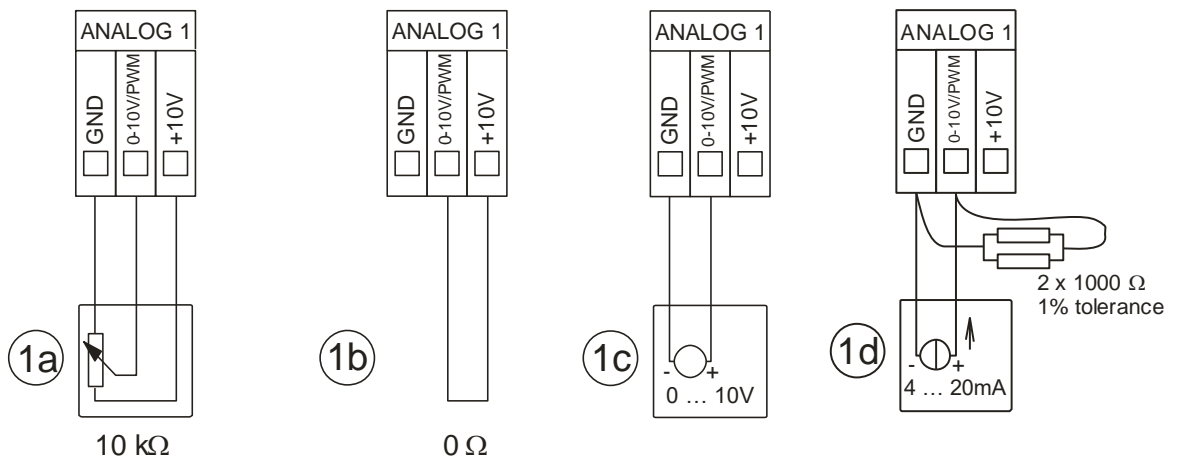 ANALOG 1
GND
0-10V/PWM
+10V
1a
10 kΩ
ANALOG 1
GND
0-10V/PWM
+10V
1b
0 Ω
ANALOG 1
GND
0-10V/PWM
+10V
1c
- +
0 ... 10V
ANALOG 1
GND
0-10V/PWM
+10V
2 x 1000 Ω
1% tolerance
1d
- +
4 ... 20mA